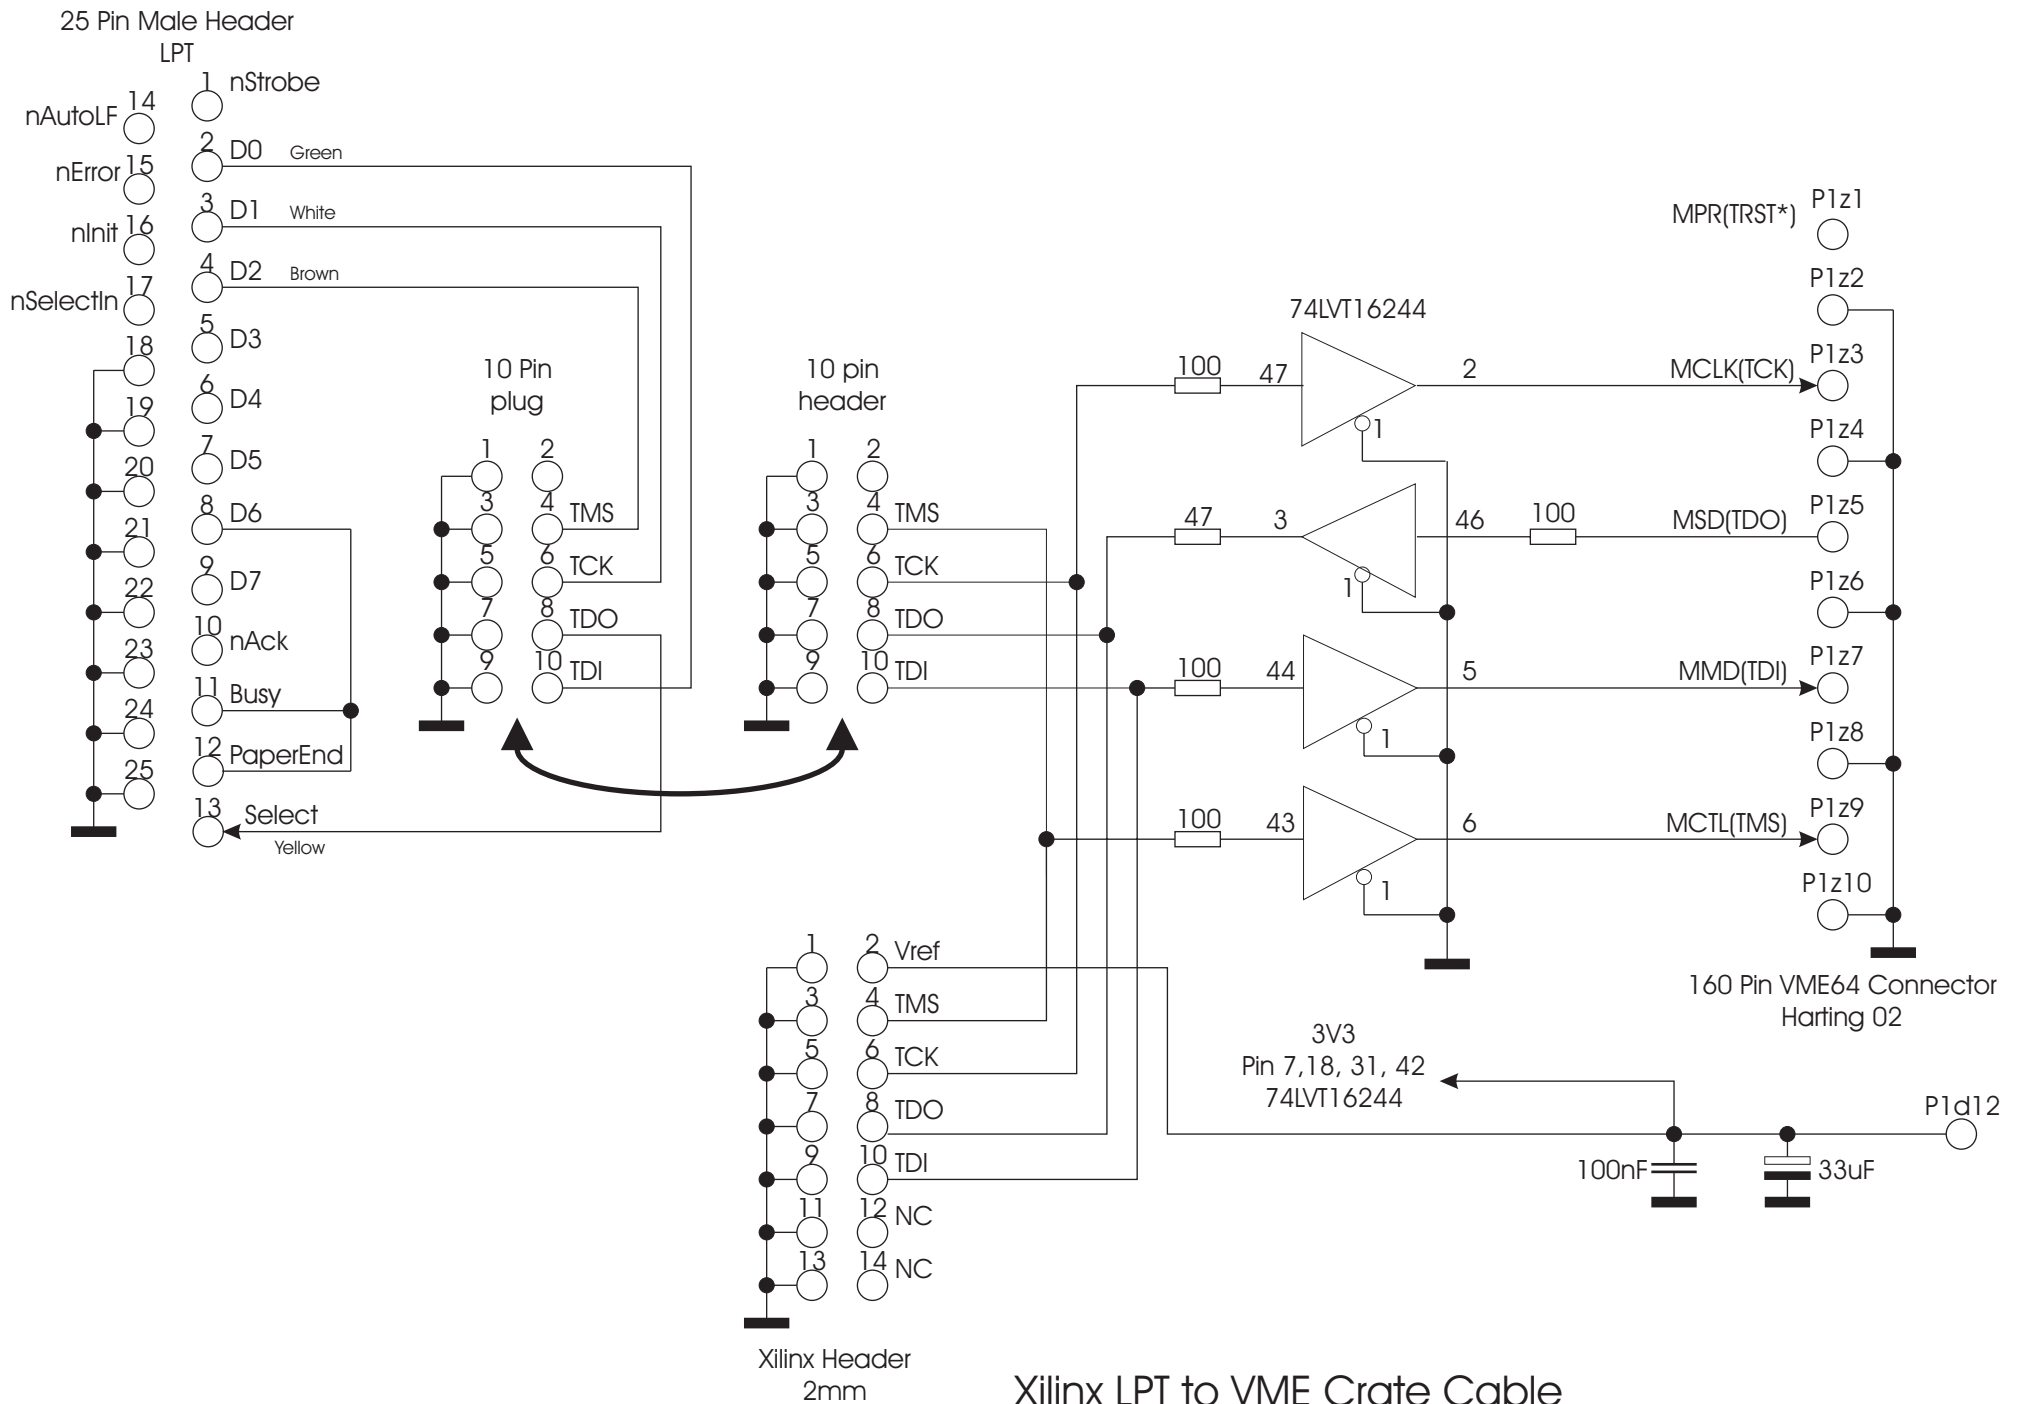 25 Pin Male Header
LPT
1 nStrobe
nAutoLF 14
2 D0 Green
nError 15
3 D1 White
nInit 16
4 D2 Brown
nSelectIn 17
5 D3
18
6 D4
19
7 D5
20
8 D6
21
9 D7
22
10 nAck
23
11 Busy
24
12 PaperEnd
25
13 Select
Yellow
10 Pin
plug
1 2
3 4 TMS
5 6 TCK
7 8 TDO
9 10 TDI
10 pin
header
1 2
3 4 TMS
5 6 TCK
7 8 TDO
9 10 TDI
74LVT16244
100 47 2 MCLK(TCK)
1
47 3 46 100 MSD(TDO)
1
100 44 5 MMD(TDI)
1
100 43 6 MCTL(TMS)
1
MPR(TRST*) P1z1
P1z2
P1z3
P1z4
P1z5
P1z6
P1z7
P1z8
P1z9
P1z10
160 Pin VME64 Connector
Harting 02
1 2 Vref
3 4 TMS
5 6 TCK
7 8 TDO
9 10 TDI
11 12 NC
13 14 NC
Xilinx Header
2mm
3V3
Pin 7,18, 31, 42
74LVT16244
P1d12
100nF 33uF
Xilinx LPT to VME Crate Cable